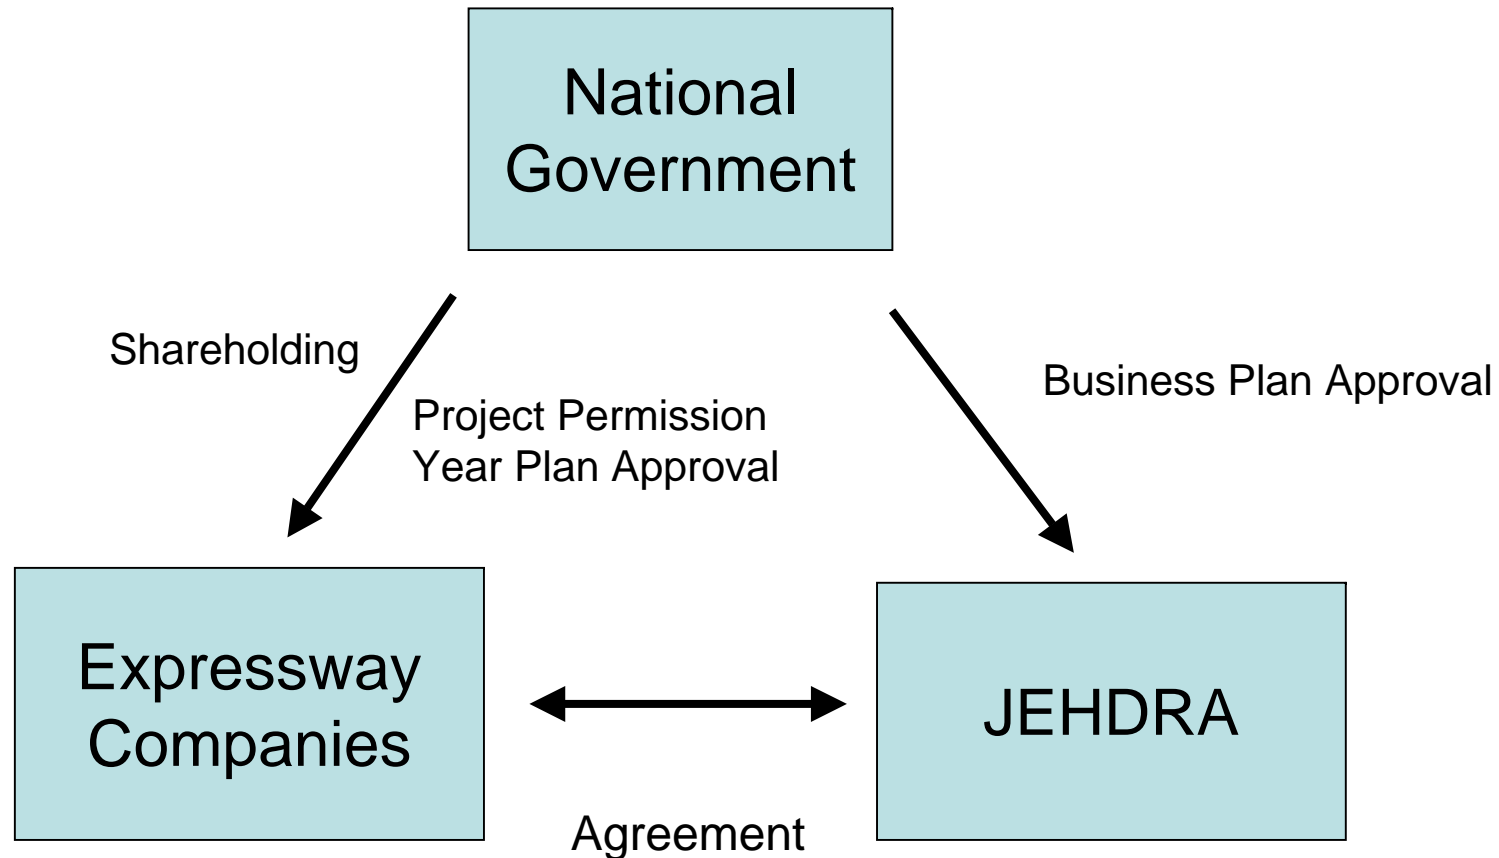 National
Government
Shareholding
Business Plan Approval
Project Permission
Year Plan Approval
Expressway
Companies
JEHDRA
Agreement